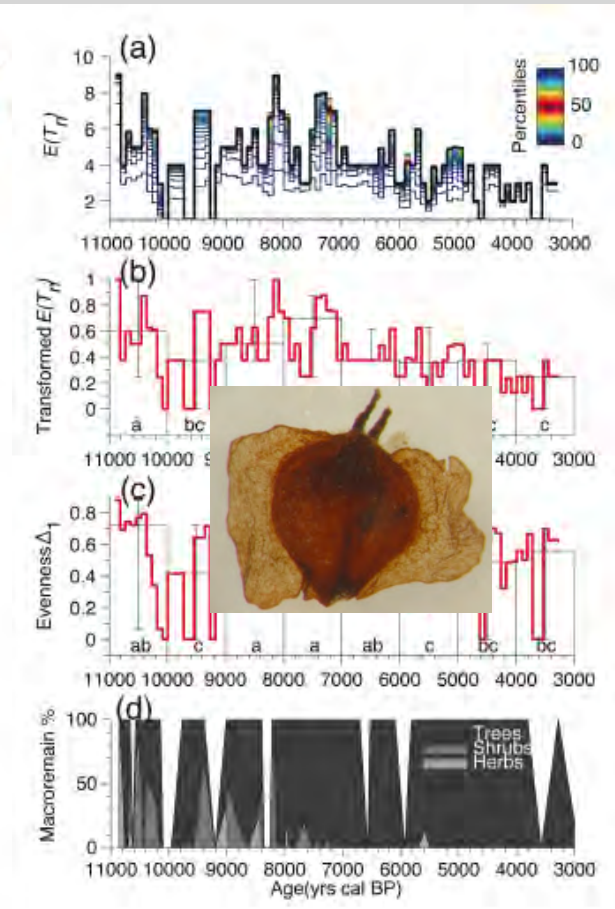 (a)
E(Tn)
10
8
6
4
2
Percentiles
100
50
0
11000 10000 9000 8000 7000 6000 5000 4000 3000
(b)
Transformed E(Tn)
1
0.8
0.6
0.4
0.2
0
a bc c c
11000 10000 9 4000 3000
(c)
Evenness Δ1
0.8
0.6
0.4
0.2
0
ab c a a ab c bc bc
11000 10000 9000 8000 7000 6000 5000 4000 3000
(d)
Macroremain %
100
50
0
Trees
Shrubs
Herbs
11000 10000 9000 8000 7000 6000 5000 4000 3000
Age(yrs cal BP)